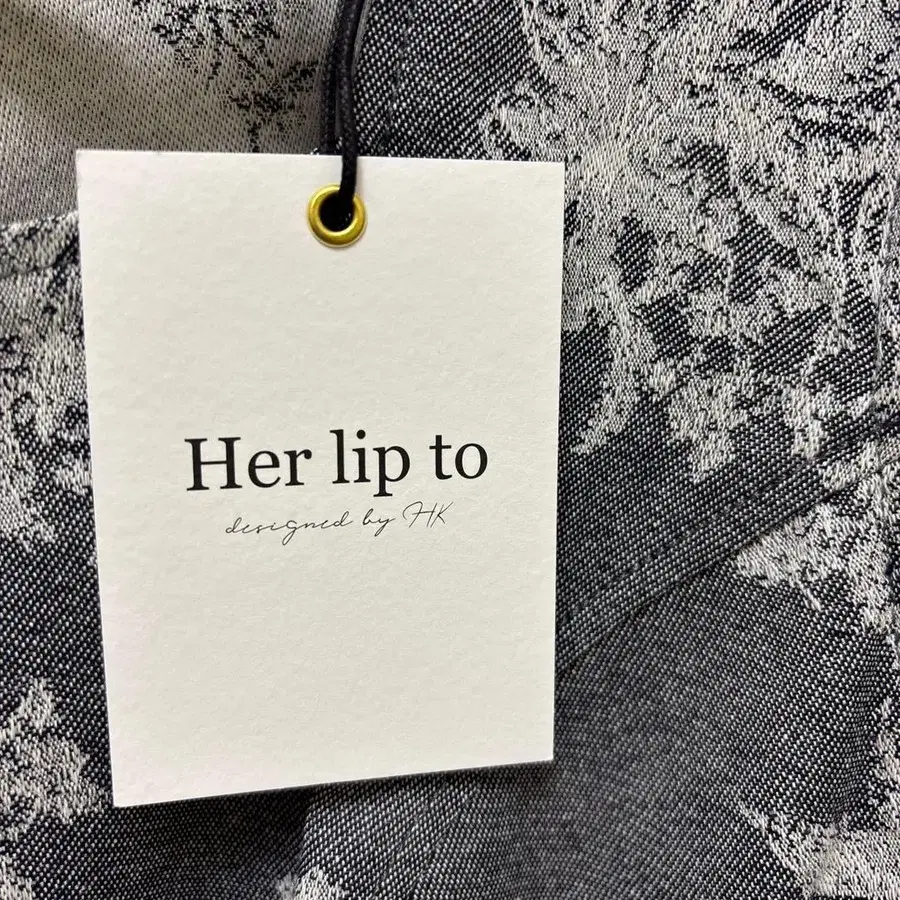 Her lip to
designed by HK